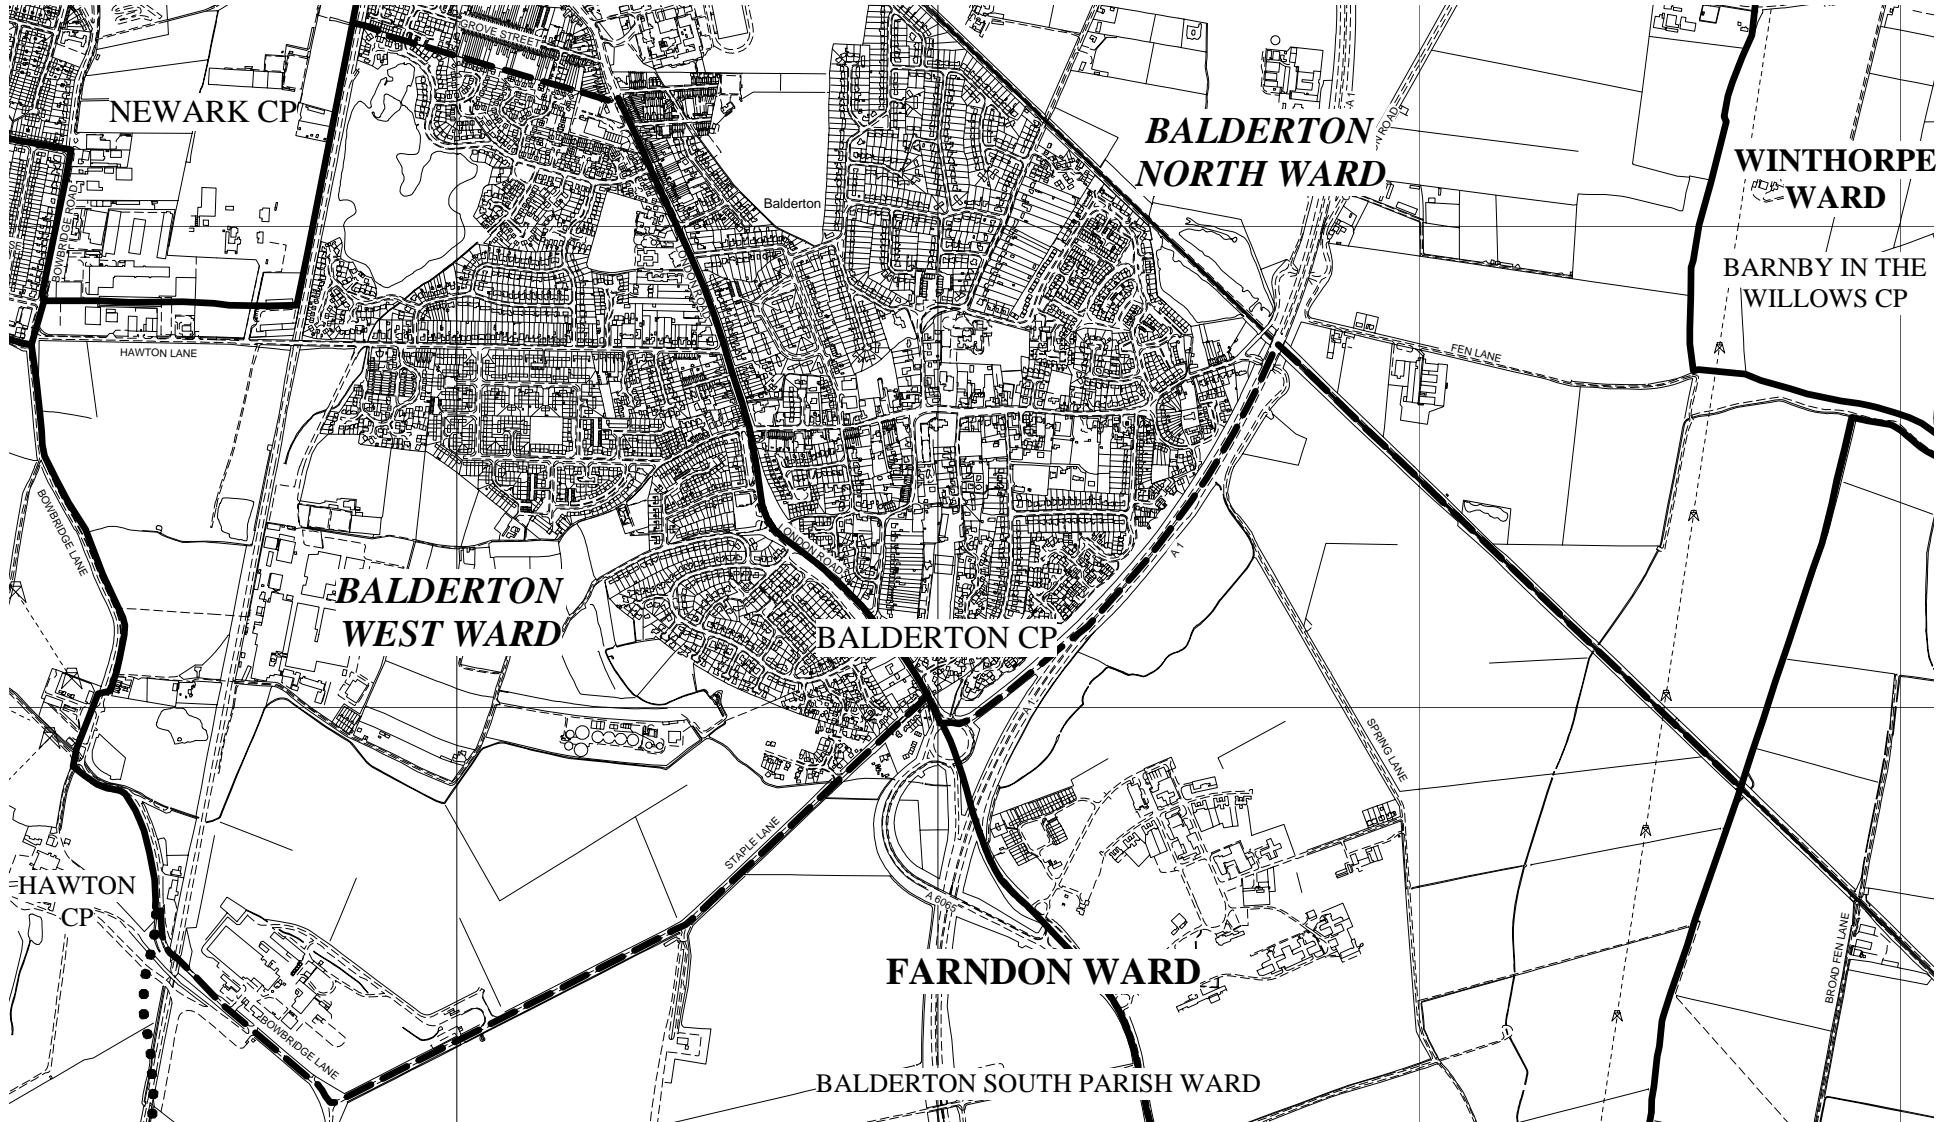 GROVE STREET
NEWARK CP
BALDERTON
NORTH WARD
A 1
WINTHORPE
WARD
Balderton
BOWBRIDGE ROAD
BARNBY IN THE
WILLOWS CP
HAWTON LANE
FEN LANE
BOWBRIDGE LANE
LONDON ROAD
A 1
BALDERTON
WEST WARD
BALDERTON CP
A 1
SPRING LANE
STAPLE LANE
HAWTON
CP
A 6065
FARNDON WARD
BROAD FEN LANE
BOWBRIDGE LANE
BALDERTON SOUTH PARISH WARD